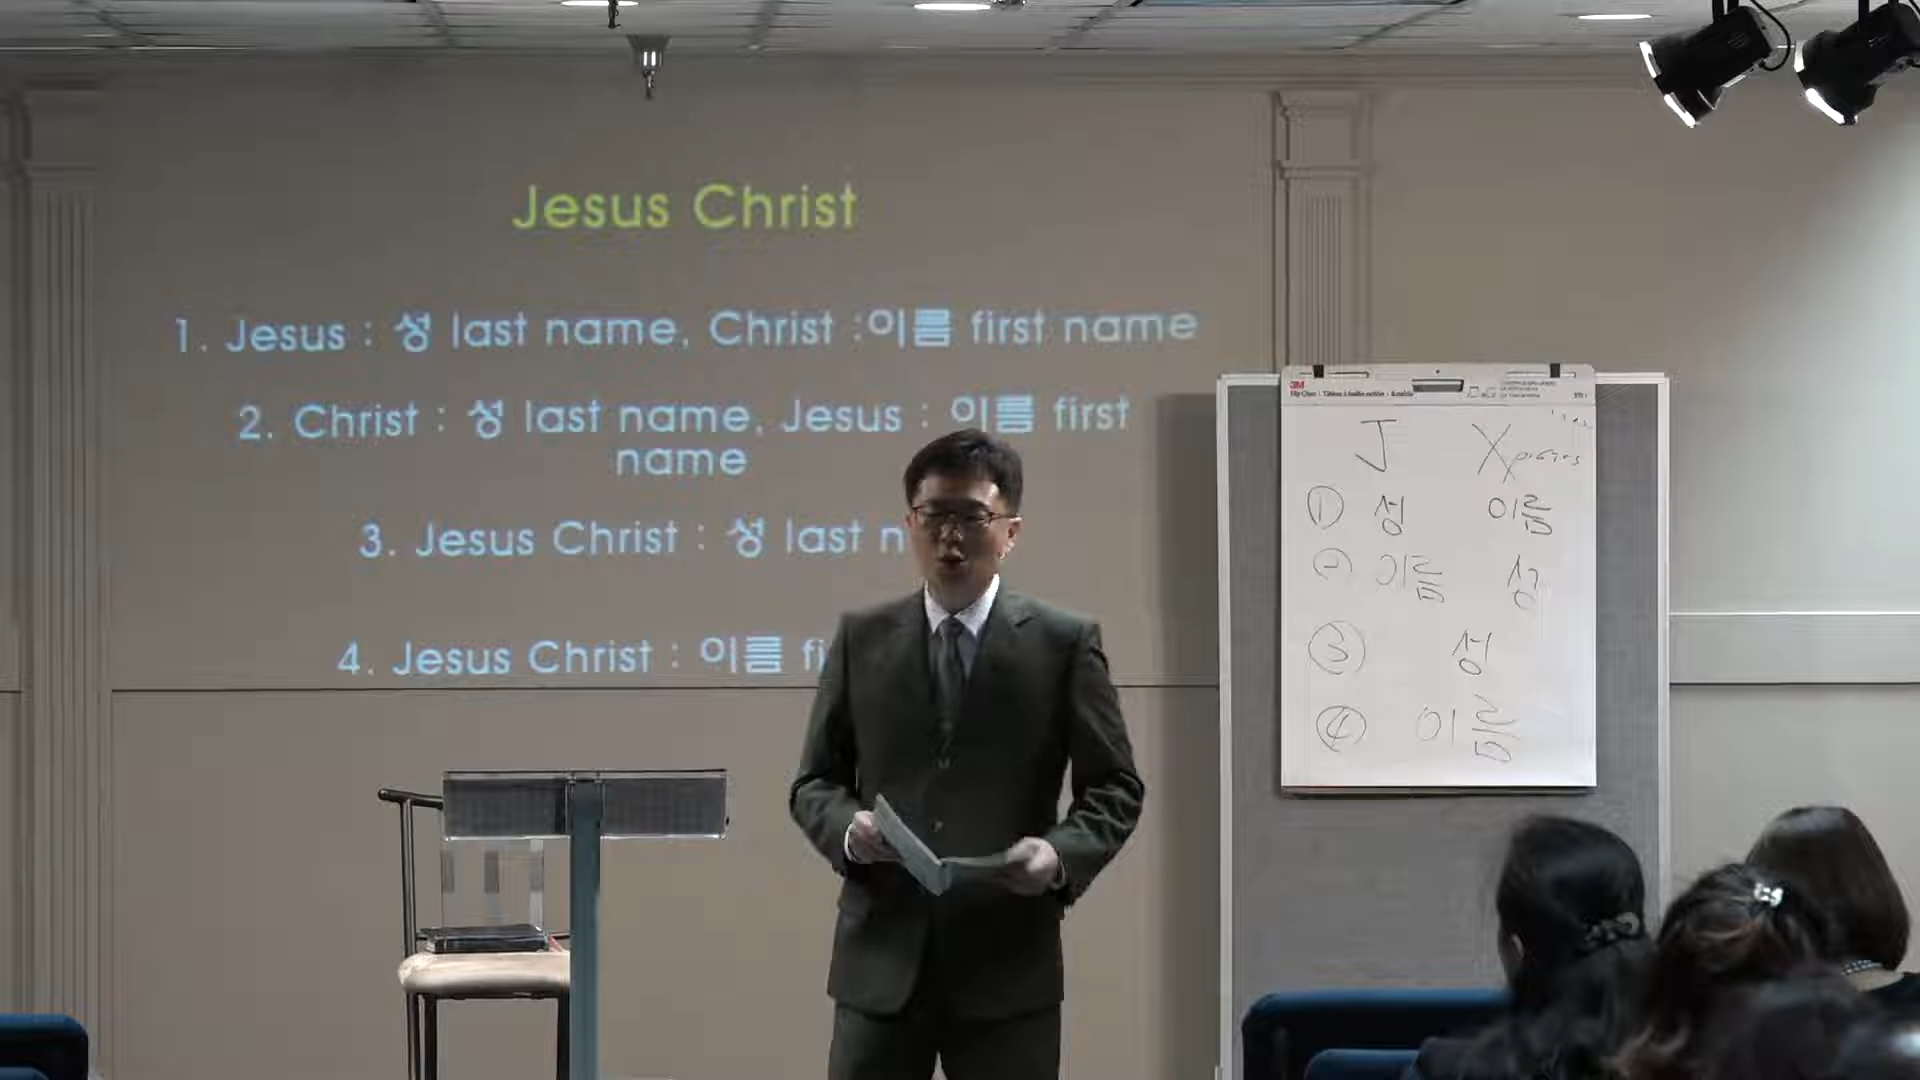 Jesus Christ
1. Jesus : 성 last name, Christ :이름 first name
2. Christ : 성 last name, Jesus : 이름 first
name
3. Jesus Christ : 성 last n
4. Jesus Christ : 이름 fi
3M
J X
① 성 이름
② 이름 성
③ 성
④ 이름